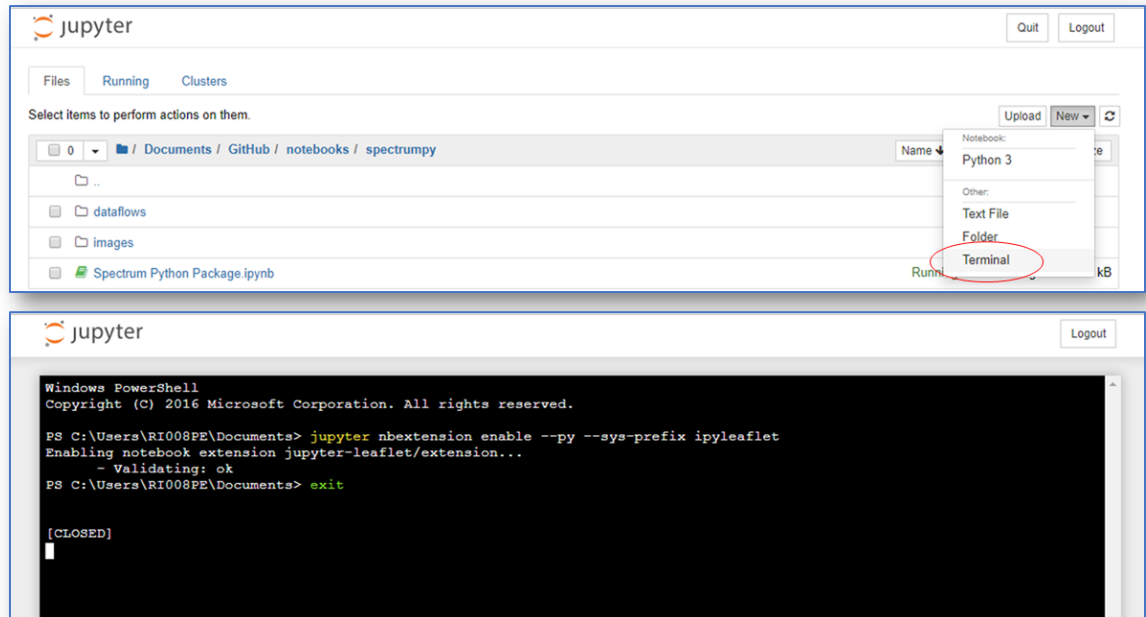 jupyter
Quit Logout
Files Running Clusters
Select items to perform actions on them.
Upload New
0 / Documents / GitHub / notebooks / spectrumpy Name
Notebook:
Python 3
..
Other:
dataflows
Text File
images
Folder
Terminal
Spectrum Python Package.ipynb kB
jupyter
Logout
Windows PowerShell
Copyright (C) 2016 Microsoft Corporation. All rights reserved.
PS C:\Users\RI008PE\Documents> jupyter nbextension enable --py --sys-prefix ipyleaflet
Enabling notebook extension jupyter-leaflet/extension...
- Validating: ok
PS C:\Users\RI008PE\Documents> exit
[CLOSED]